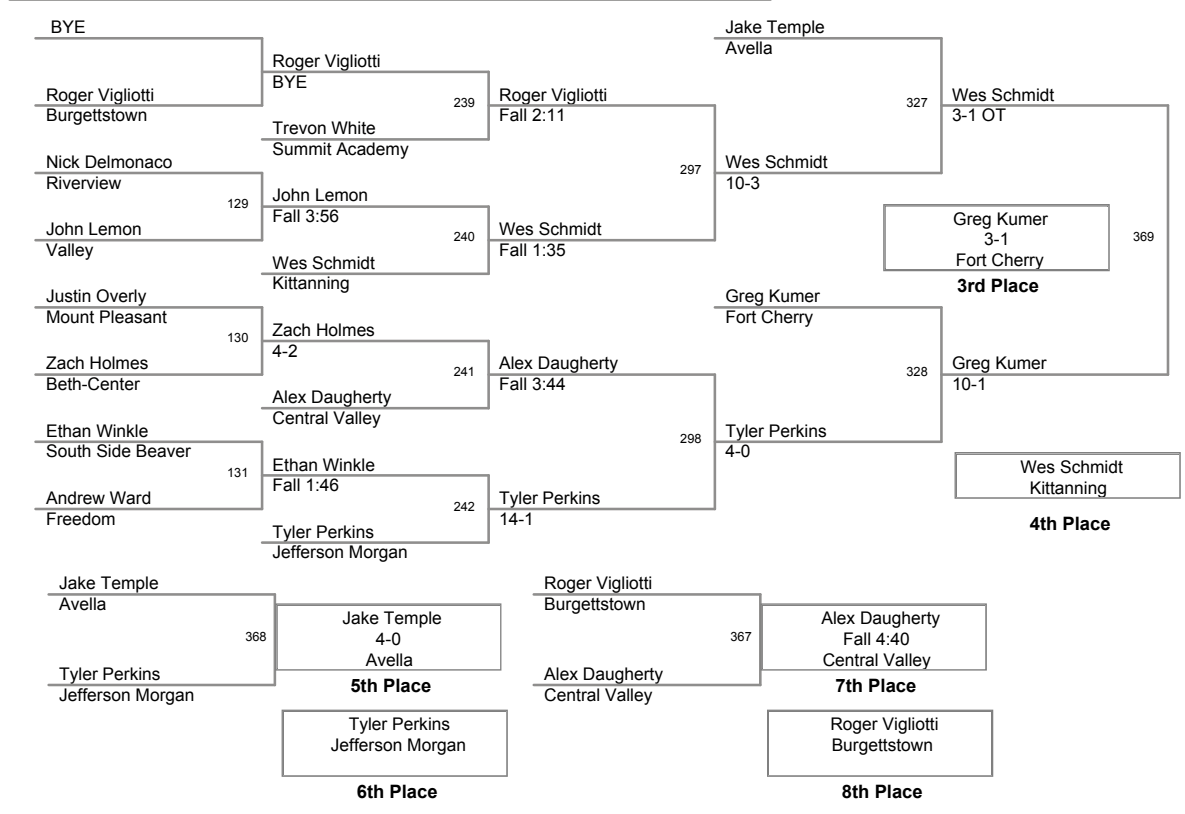 BYE
Roger Vigliotti
Burgettstown
Nick Delmonaco
Riverview
129
John Lemon
Valley
Justin Overly
Mount Pleasant
130
Zach Holmes
Beth-Center
Ethan Winkle
South Side Beaver
131
Andrew Ward
Freedom
Roger Vigliotti
BYE
239
Trevon White
Summit Academy
John Lemon
Fall 3:56
240
Wes Schmidt
Kittanning
Zach Holmes
4-2
241
Alex Daugherty
Central Valley
Ethan Winkle
Fall 1:46
242
Tyler Perkins
Jefferson Morgan
Roger Vigliotti
Fall 2:11
297
Wes Schmidt
Fall 1:35
Alex Daugherty
Fall 3:44
298
Tyler Perkins
14-1
Jake Temple
Avella
327
Wes Schmidt
10-3
Greg Kumer
Fort Cherry
328
Tyler Perkins
4-0
Wes Schmidt
3-1 OT
369
Greg Kumer
10-1
Greg Kumer
3-1
Fort Cherry
3rd Place
Wes Schmidt
Kittanning
4th Place
Jake Temple
Avella
368
Tyler Perkins
Jefferson Morgan
Jake Temple
4-0
Avella
5th Place
Tyler Perkins
Jefferson Morgan
6th Place
Roger Vigliotti
Burgettstown
367
Alex Daugherty
Central Valley
Alex Daugherty
Fall 4:40
Central Valley
7th Place
Roger Vigliotti
Burgettstown
8th Place